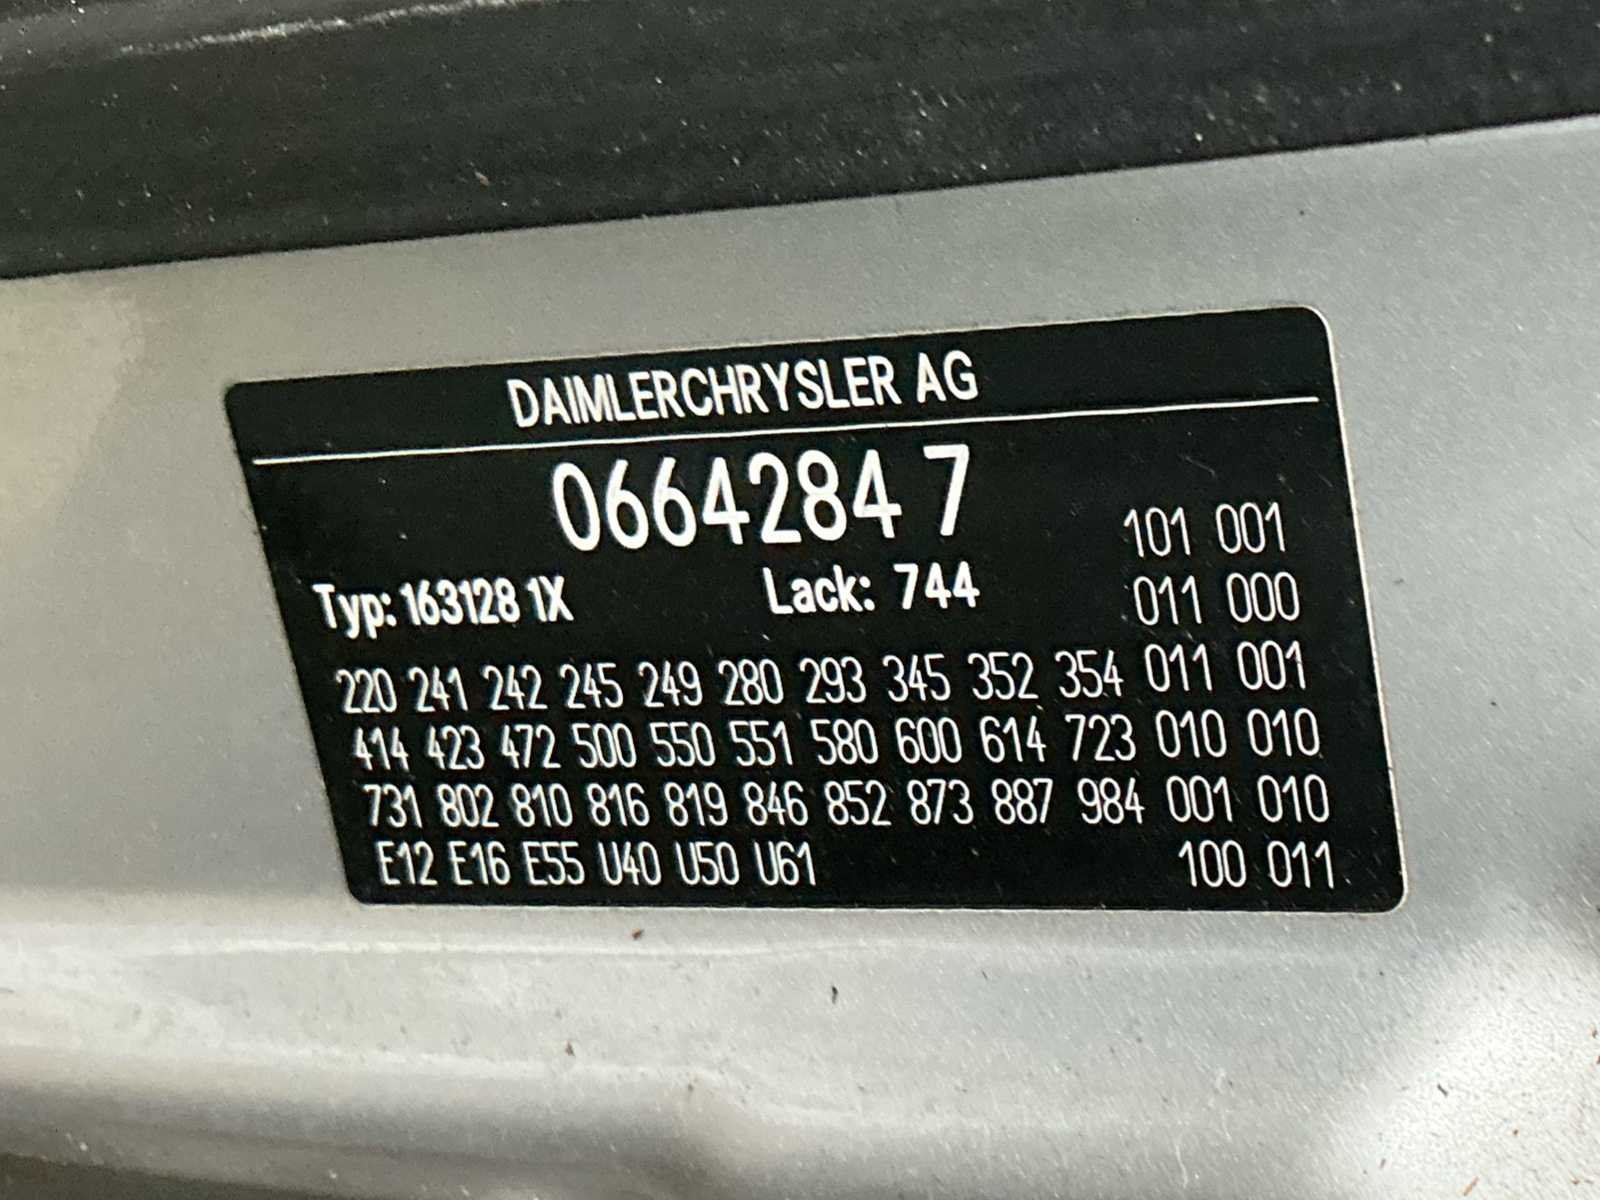 DAIMLERCHRYSLER AG
0664284 7
101 001
Typ: 163128 1X Lack: 744 011 000
220 241 242 245 249 280 293 345 352 354 011 001
414 423 472 500 550 551 580 600 614 723 010 010
731 802 810 816 819 846 852 873 887 984 001 010
E12 E16 E55 U40 U50 U61 100 011